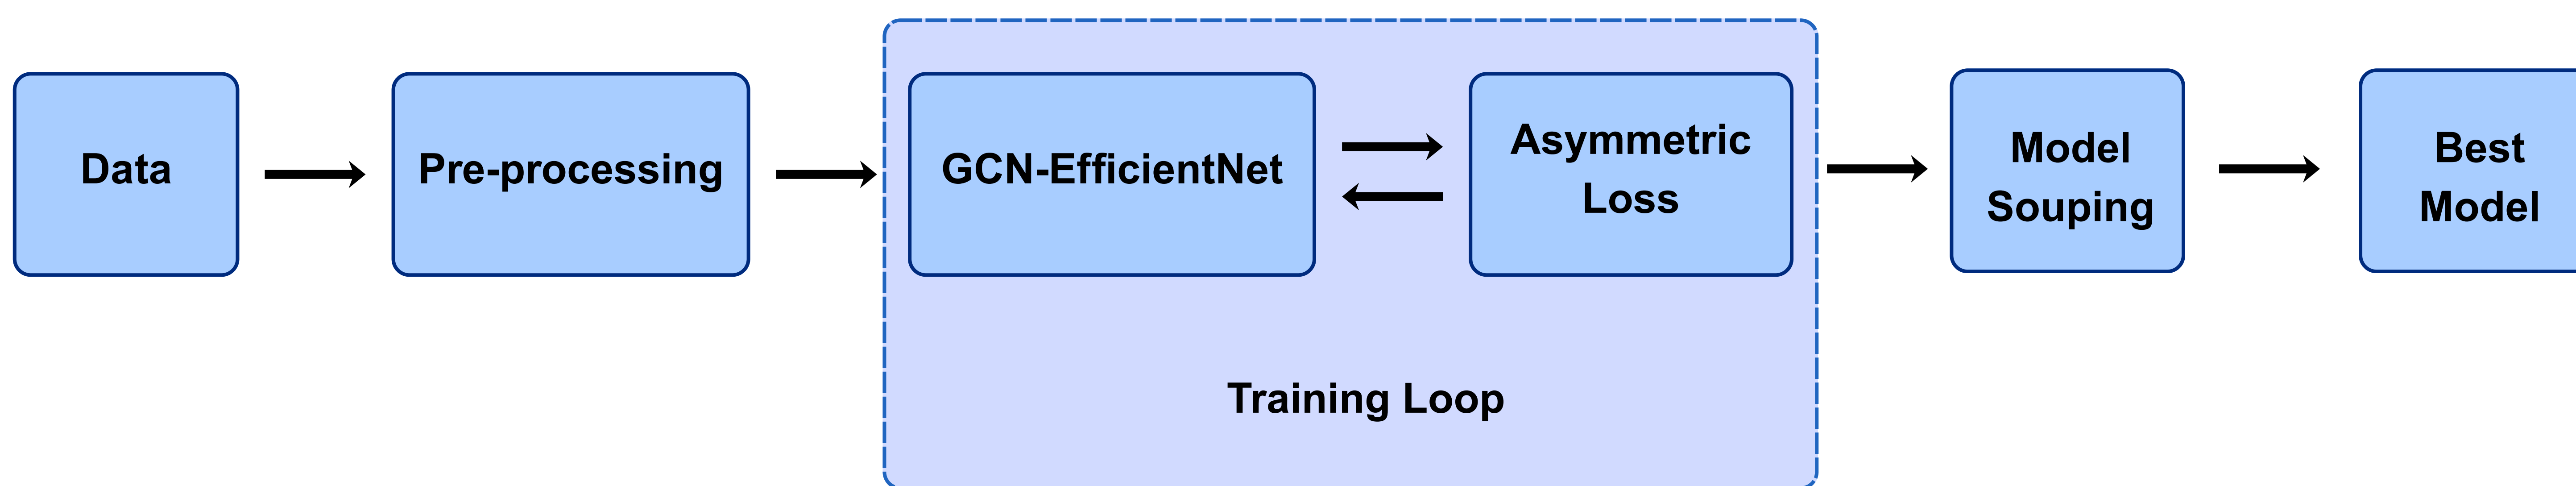 Data
Pre-processing
GCN-EfficientNet
Asymmetric
Loss
Training Loop
Model
Souping
Best
Model